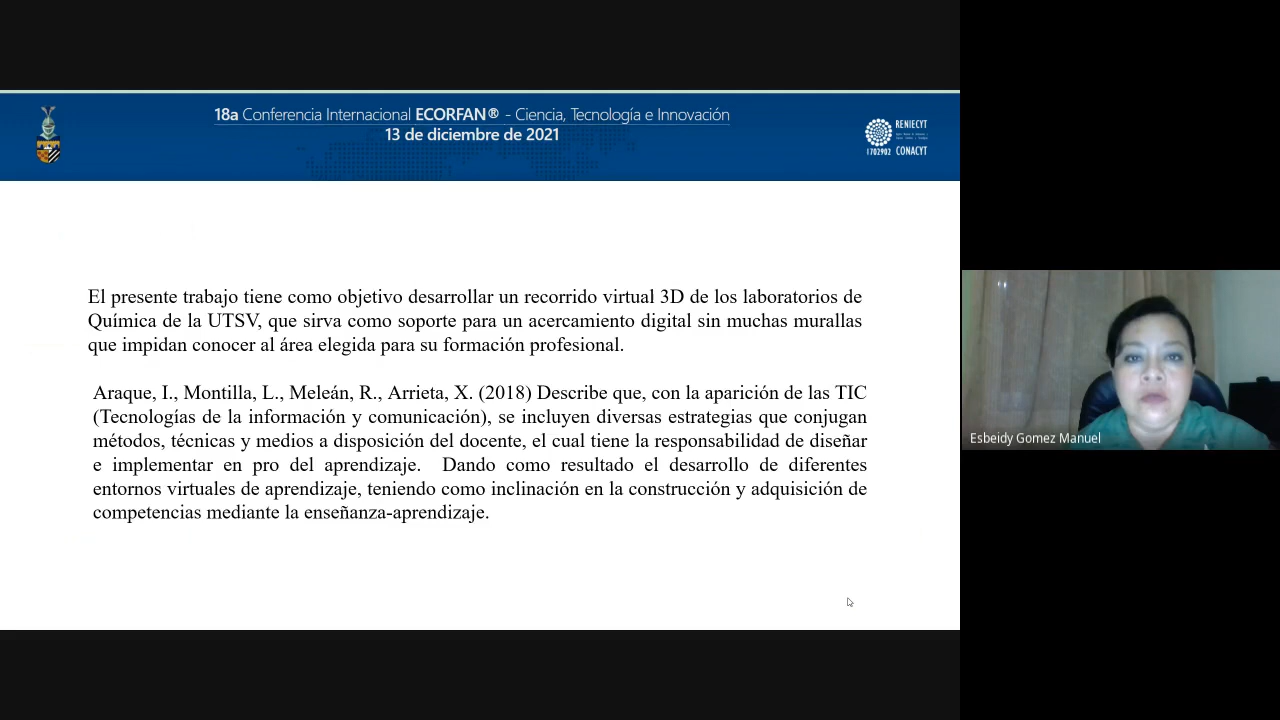 18a Conferencia Internacional ECORFAN® - Ciencia, Tecnología e Innovación
13 de diciembre de 2021
RENIECYT
1702902 CONACYT
El presente trabajo tiene como objetivo desarrollar un recorrido virtual 3D de los laboratorios de
Química de la UTSV, que sirva como soporte para un acercamiento digital sin muchas murallas
que impidan conocer al área elegida para su formación profesional.
Araque, I., Montilla, L., Meleán, R., Arrieta, X. (2018) Describe que, con la aparición de las TIC
(Tecnologías de la información y comunicación), se incluyen diversas estrategias que conjugan
métodos, técnicas y medios a disposición del docente, el cual tiene la responsabilidad de diseñar
e implementar en pro del aprendizaje. Dando como resultado el desarrollo de diferentes
entornos virtuales de aprendizaje, teniendo como inclinación en la construcción y adquisición de
competencias mediante la enseñanza-aprendizaje.
Esbeidy Gomez Manuel